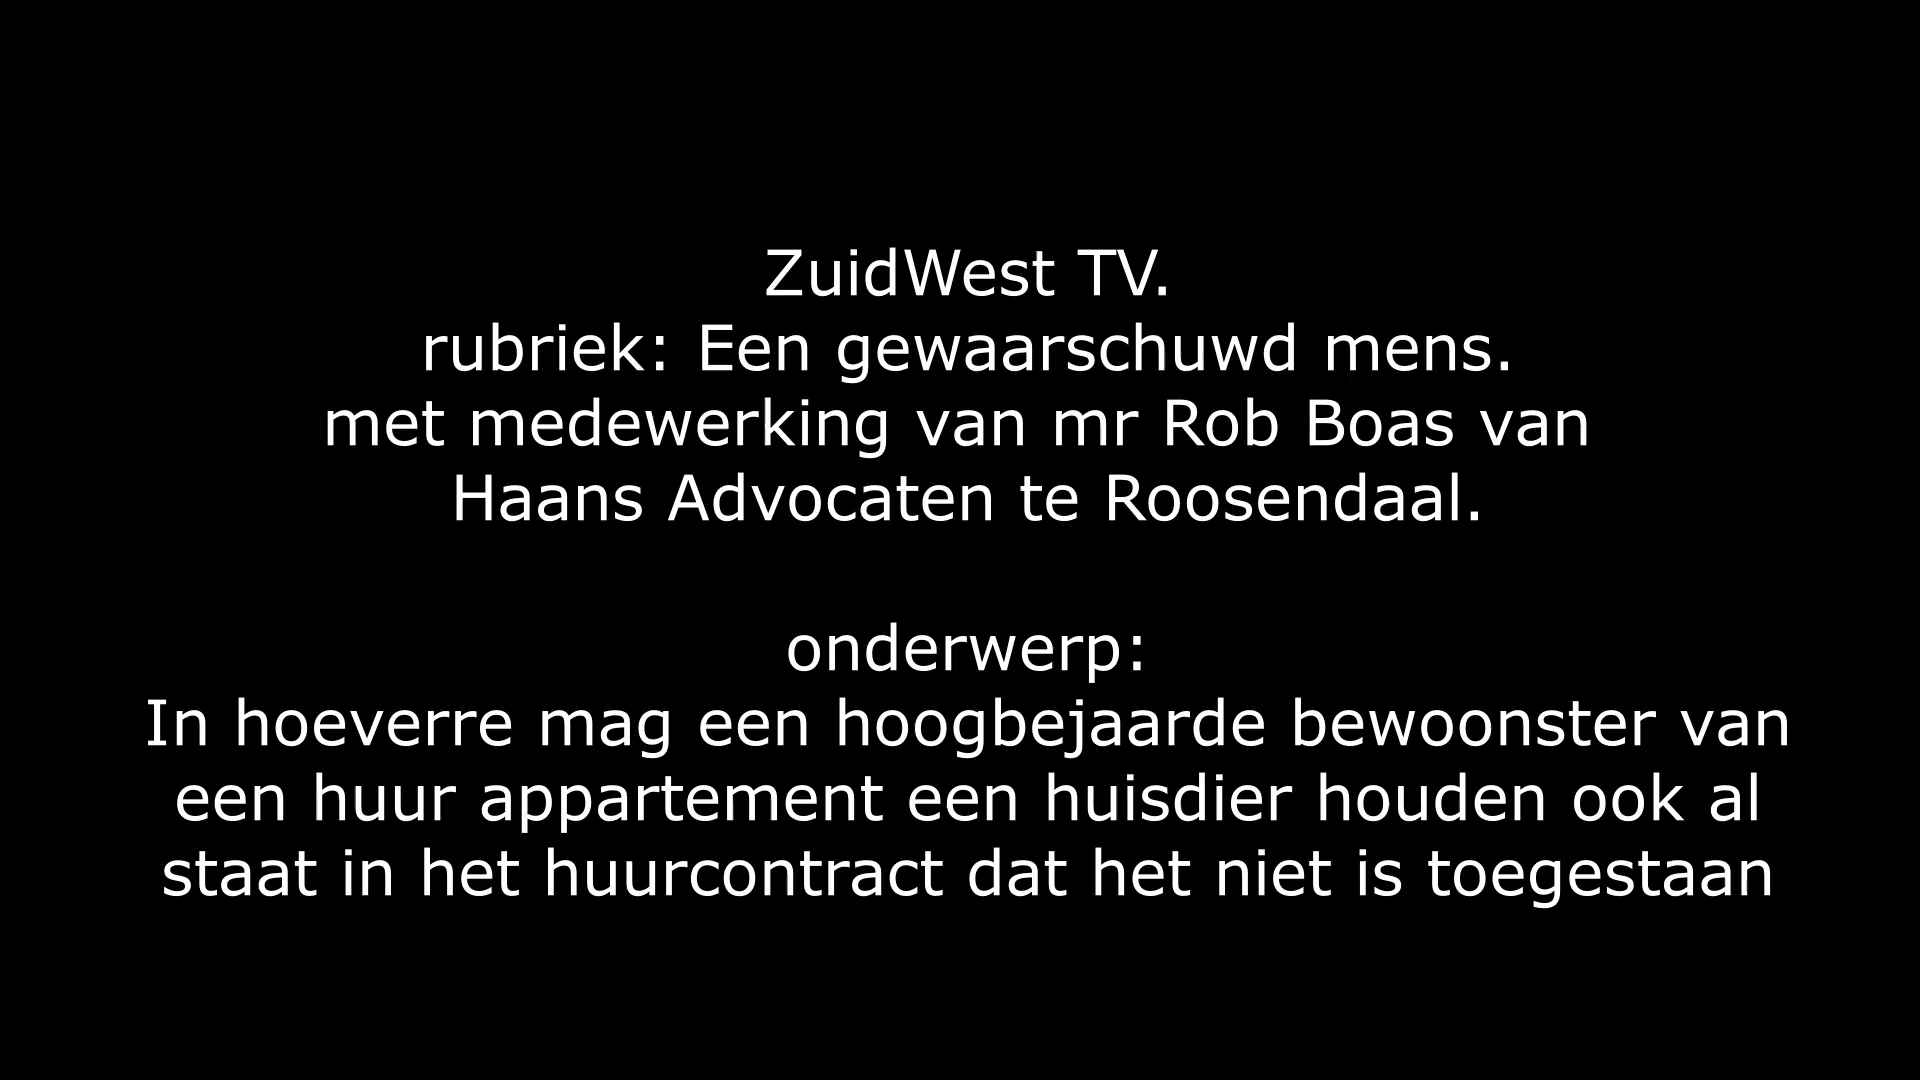 ZuidWest TV.
rubriek: Een gewaarschuwd mens.
met medewerking van mr Rob Boas van
Haans Advocaten te Roosendaal.
onderwerp:
In hoeverre mag een hoogbejaarde bewoonster van
een huur appartement een huisdier houden ook al
staat in het huurcontract dat het niet is toegestaan